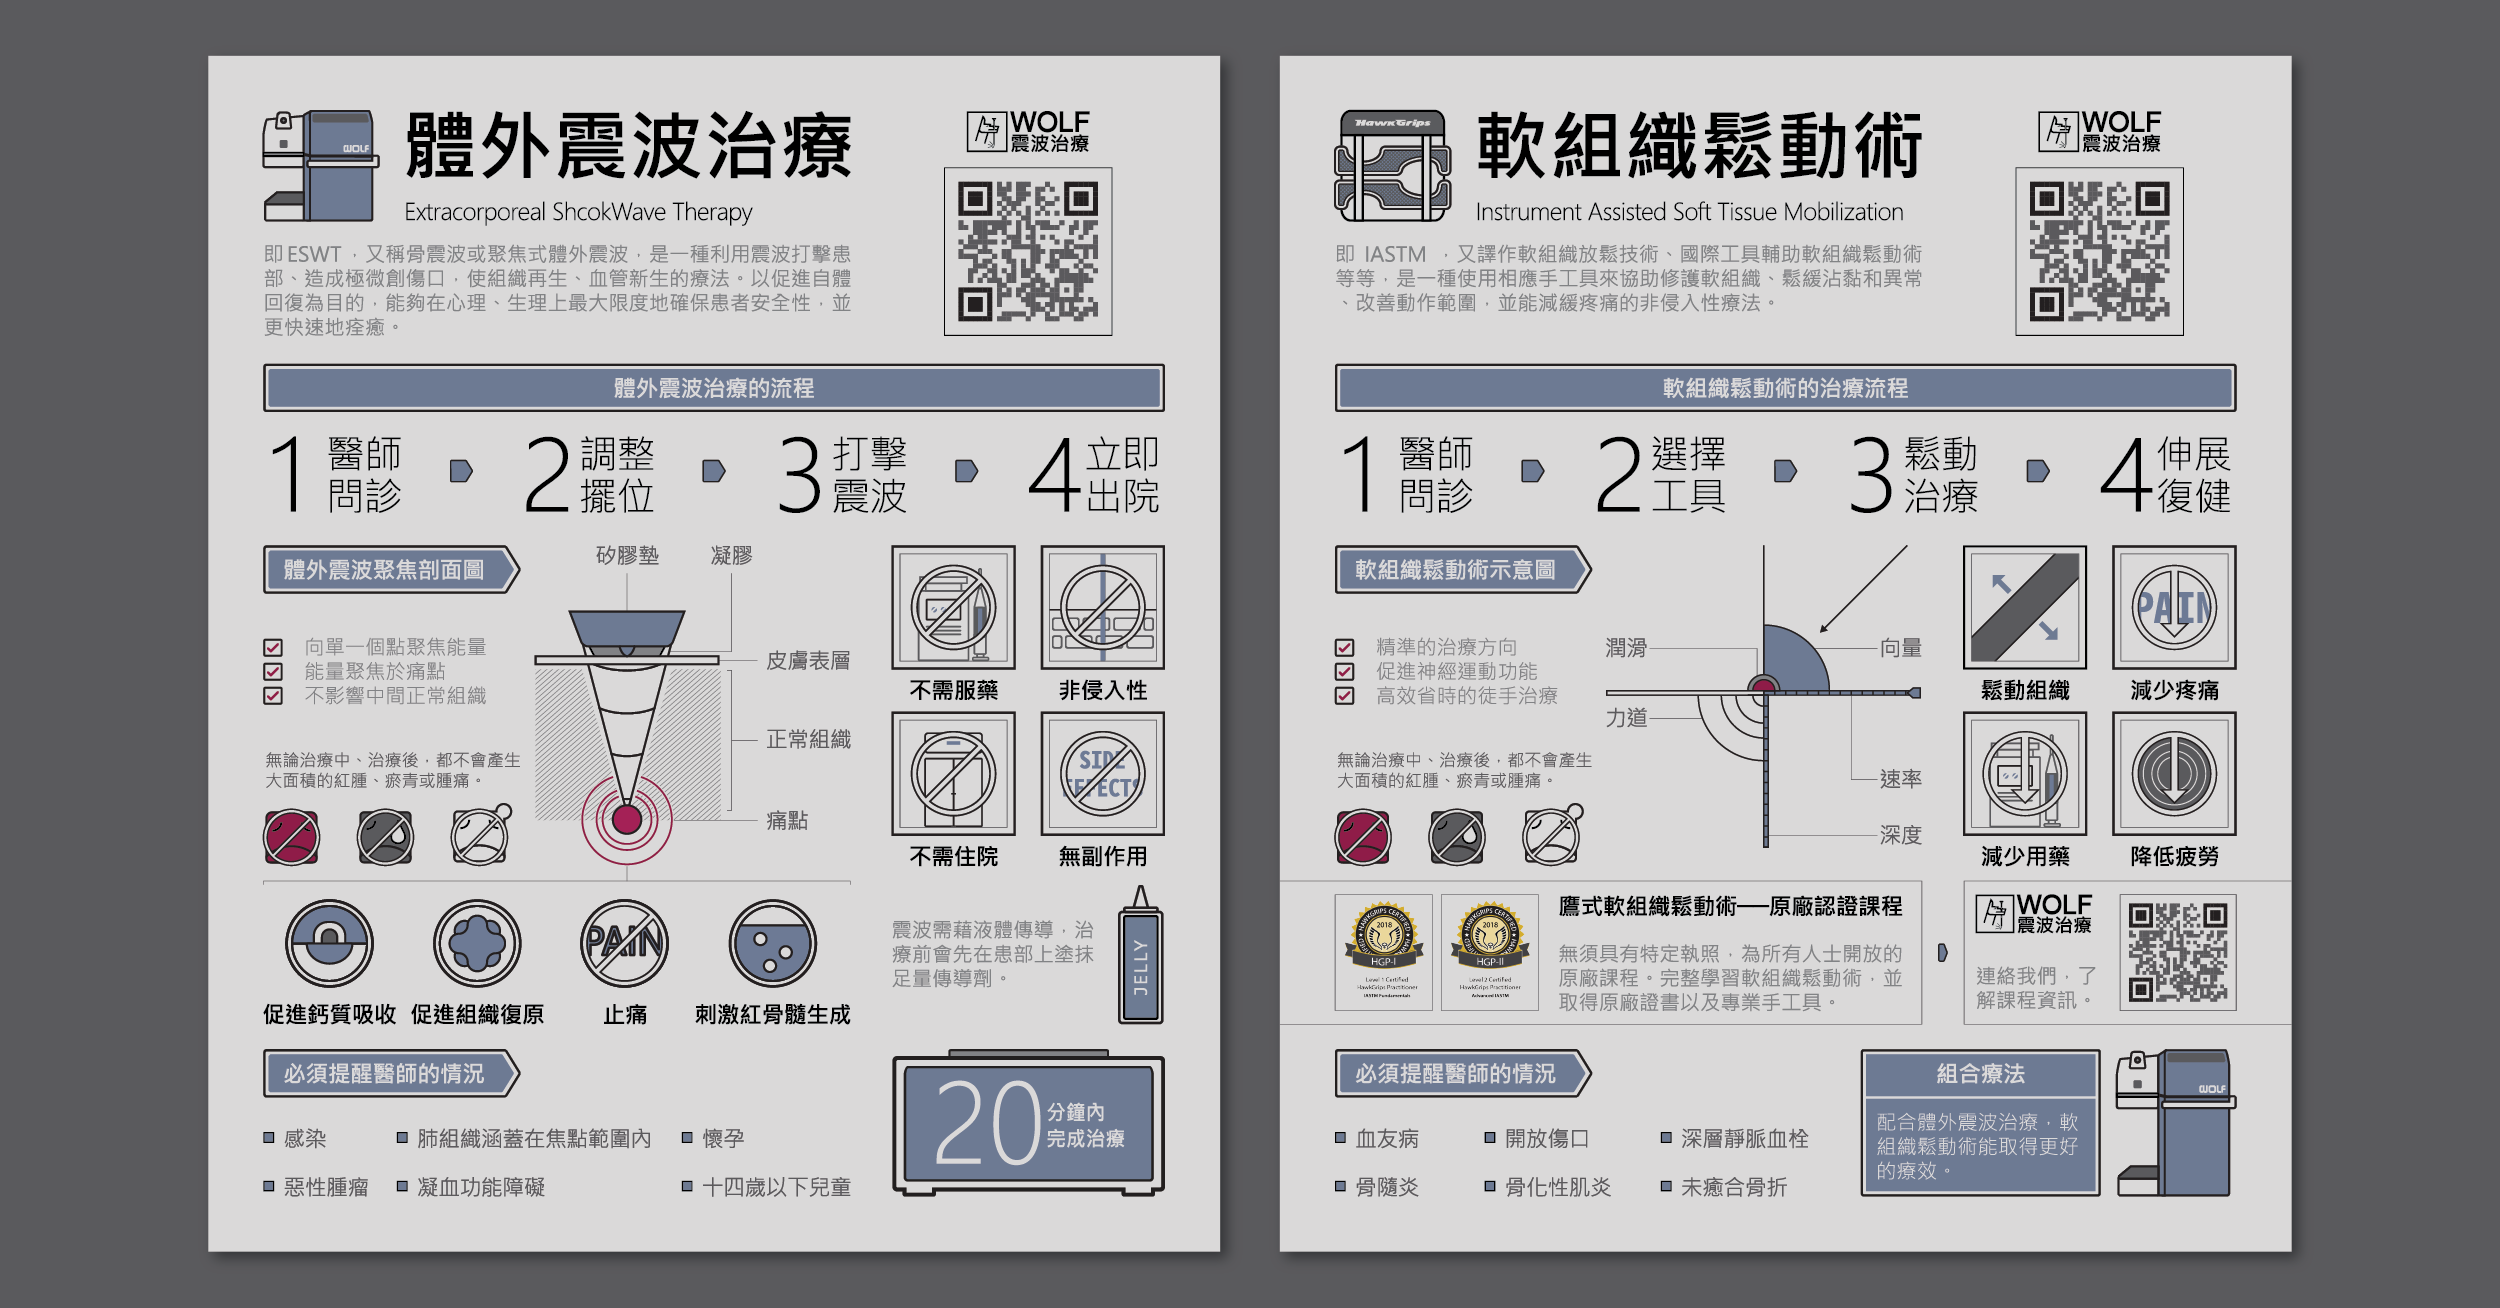 WOLF
體外震波治療
Extracorporeal ShcokWave Therapy
WOLF
震波治療
即 ESWT ，又稱骨震波或聚焦式體外震波，是一種利用震波打擊患
部、造成極微創傷口，使組織再生、血管新生的療法。以促進自體
回復為目的，能夠在心理、生理上最大限度地確保患者安全性，並
更快速地痊癒。
體外震波治療的流程
1 醫師
問診
2 調整
擺位
3 打擊
震波
4 立即
出院
體外震波聚焦剖面圖
向單一個點聚焦能量
能量聚焦於痛點
不影響中間正常組織
無論治療中、治療後，都不會產生
大面積的紅腫、瘀青或腫痛。
矽膠墊
凝膠
皮膚表層
正常組織
痛點
不需服藥
非侵入性
SIDE
EFFECTS
不需住院
無副作用
PAIN
促進鈣質吸收
促進組織復原
止痛
刺激紅骨髓生成
震波需藉液體傳導，治
療前會先在患部上塗抹
足量傳導劑。
JELLY
必須提醒醫師的情況
感染
肺組織涵蓋在焦點範圍內
懷孕
惡性腫瘤
凝血功能障礙
十四歲以下兒童
20 分鐘內
完成治療
HawkGrips
軟組織鬆動術
Instrument Assisted Soft Tissue Mobilization
WOLF
震波治療
即 IASTM ，又譯作軟組織放鬆技術、國際工具輔助軟組織鬆動術
等等，是一種使用相應手工具來協助修護軟組織、鬆緩沾黏和異常
、改善動作範圍，並能減緩疼痛的非侵入性療法。
軟組織鬆動術的治療流程
1 醫師
問診
2 選擇
工具
3 鬆動
治療
4 伸展
復健
軟組織鬆動術示意圖
精準的治療方向
促進神經運動功能
高效省時的徒手治療
無論治療中、治療後，都不會產生
大面積的紅腫、瘀青或腫痛。
潤滑
向量
力道
速率
深度
PAIN
鬆動組織
減少疼痛
減少用藥
降低疲勞
HAWKGRIPS CERTIFIED
2018
HGP-I
Level 1 Certified
HawkGrips Practitioner
IASTM Fundamentals
HAWKGRIPS CERTIFIED
2018
HGP-II
Level 2 Certified
HawkGrips Practitioner
Advanced IASTM
鷹式軟組織鬆動術──原廠認證課程
無須具有特定執照，為所有人士開放的
原廠課程。完整學習軟組織鬆動術，並
取得原廠證書以及專業手工具。
WOLF
震波治療
連絡我們，了
解課程資訊。
必須提醒醫師的情況
血友病
開放傷口
深層靜脈血栓
骨隨炎
骨化性肌炎
未癒合骨折
組合療法
配合體外震波治療，軟
組織鬆動術能取得更好
的療效。
WOLF